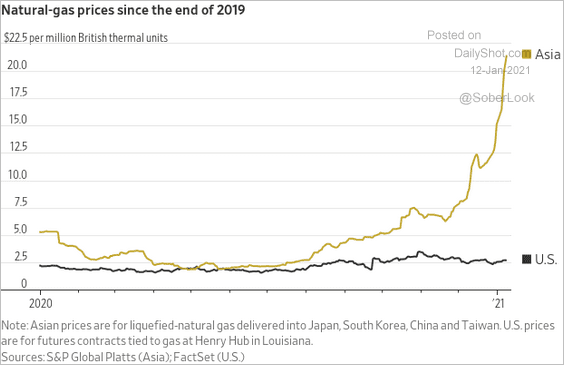 Natural-gas prices since the end of 2019
$22.5 per million British thermal units
Posted on
DailyShot.com
Asia
12-Jan-2021
20.0
@SoberLook
17.5
15.0
12.5
10.0
7.5
5.0
2.5
U.S.
0
2020
'21
Note: Asian prices are for liquefied-natural gas delivered into Japan, South Korea, China and Taiwan. U.S. prices
are for futures contracts tied to gas at Henry Hub in Louisiana.
Sources: S&P Global Platts (Asia); FactSet (U.S.)